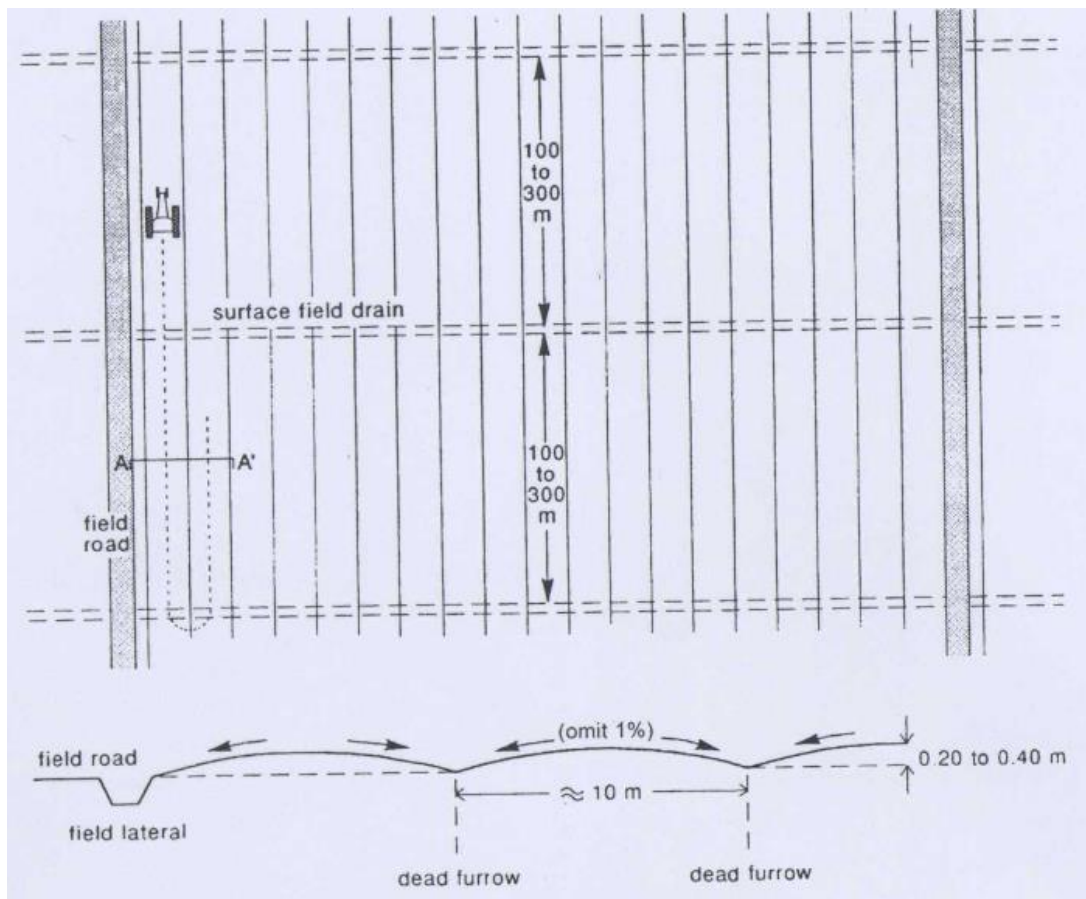 100
to
300
m
surface field drain
A
A'
100
to
300
m
field
road
(omit 1%)
field road
0.20 to 0.40 m
≈ 10 m
field lateral
dead furrow
dead furrow